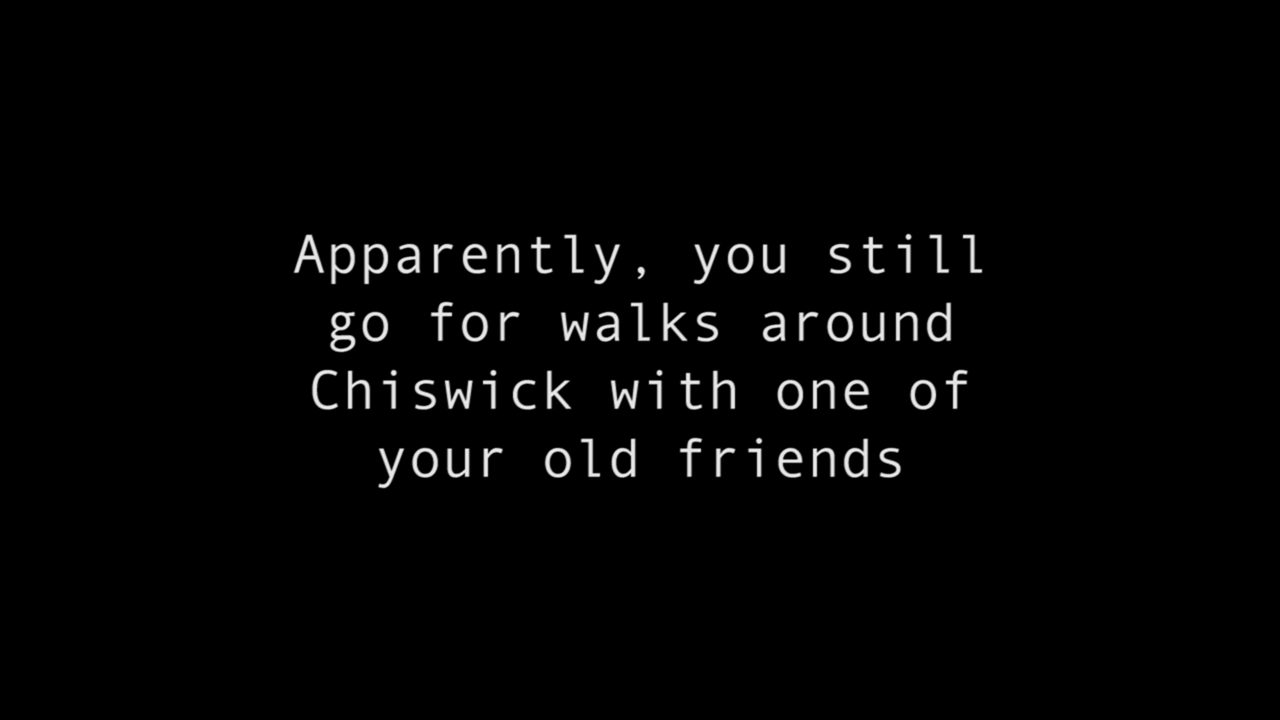 Apparently, you still
go for walks around
Chiswick with one of
your old friends